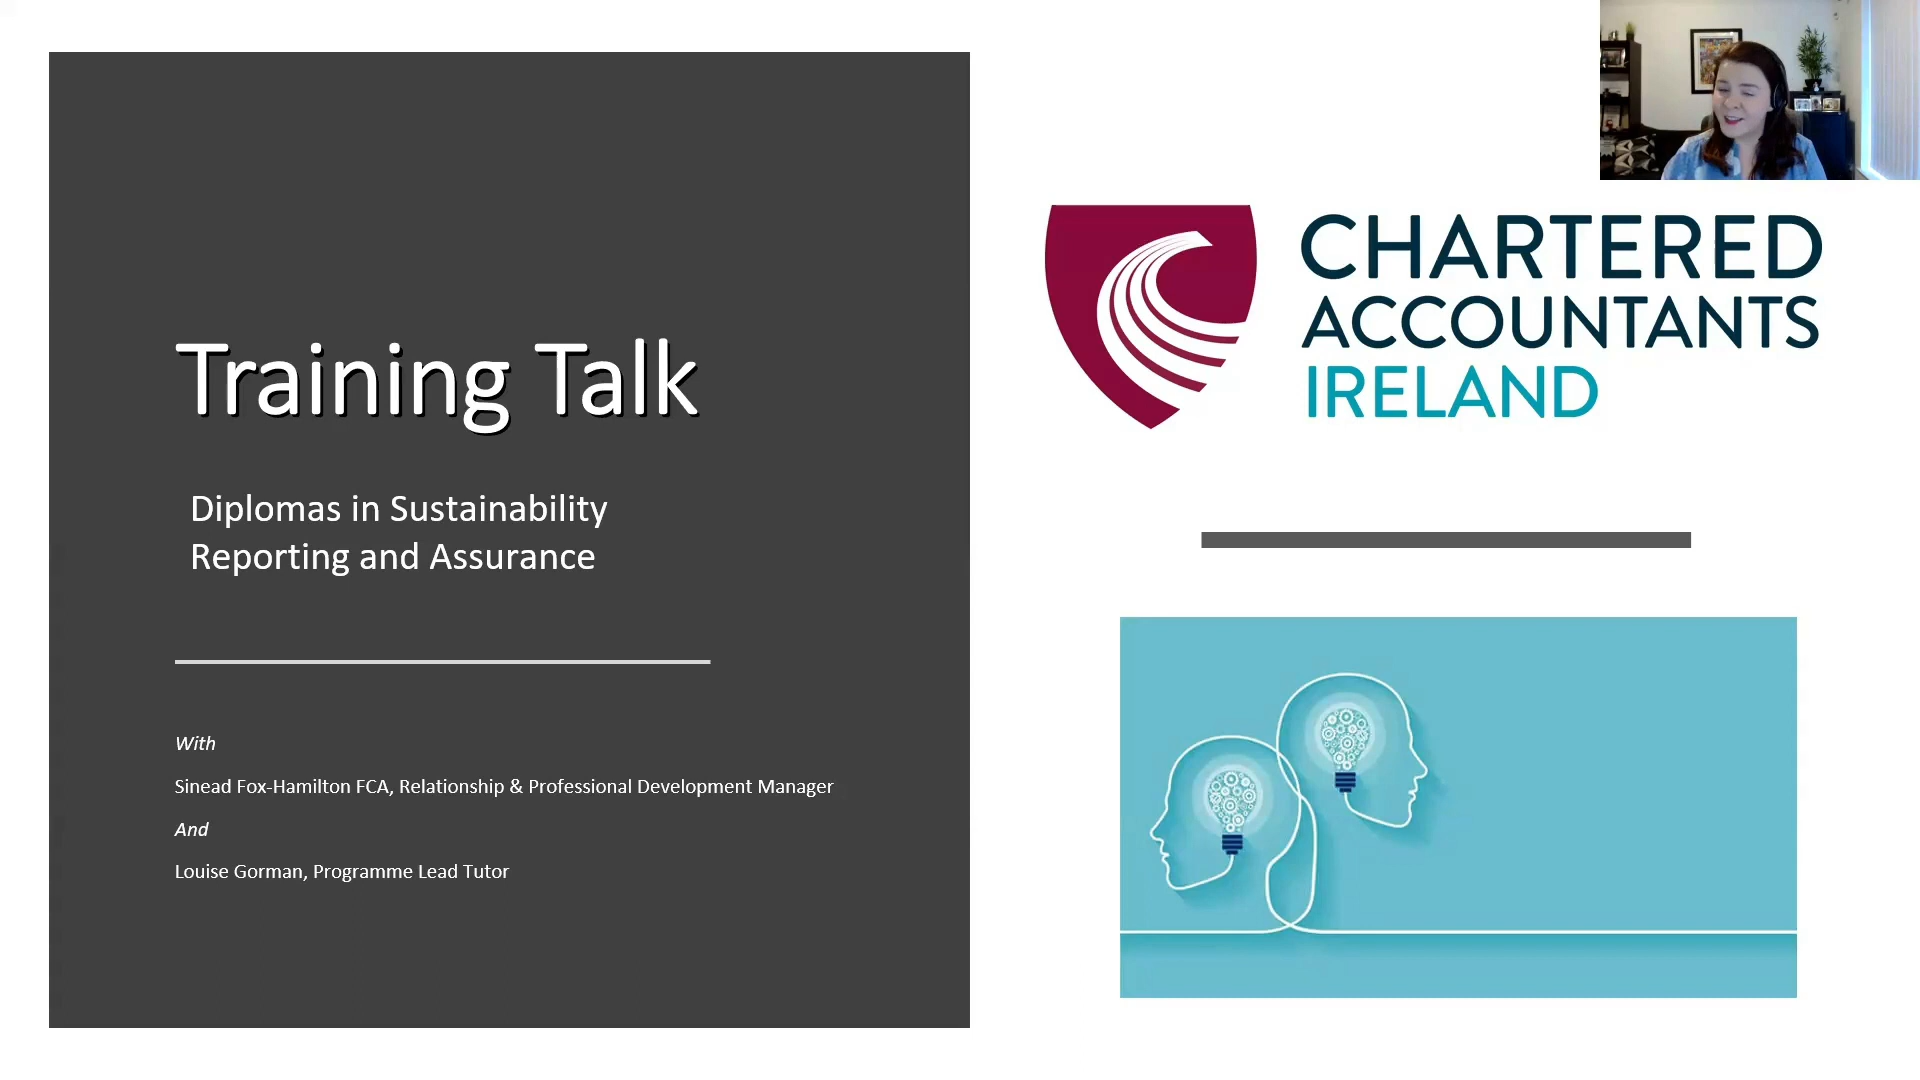 Training Talk
Diplomas in Sustainability
Reporting and Assurance
With
Sinead Fox-Hamilton FCA, Relationship & Professional Development Manager
And
Louise Gorman, Programme Lead Tutor
CHARTERED
ACCOUNTANTS
IRELAND